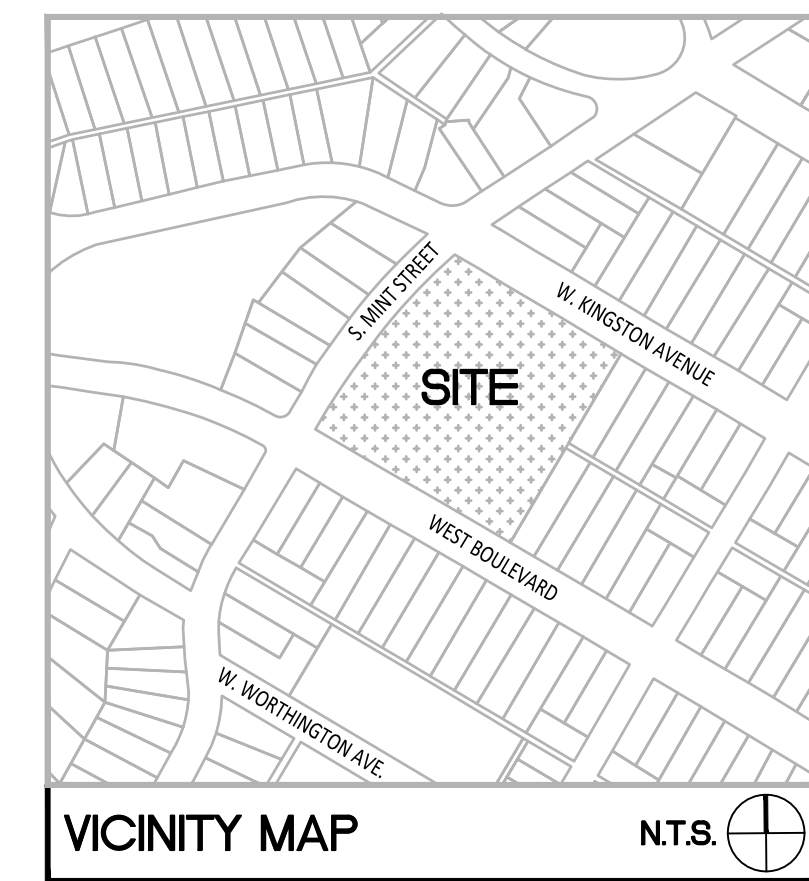 S. MINT STREET
W. KINGSTON AVENUE
SITE
WEST BOULEVARD
W. WORTHINGTON AVE.
VICINITY MAP
N.T.S.